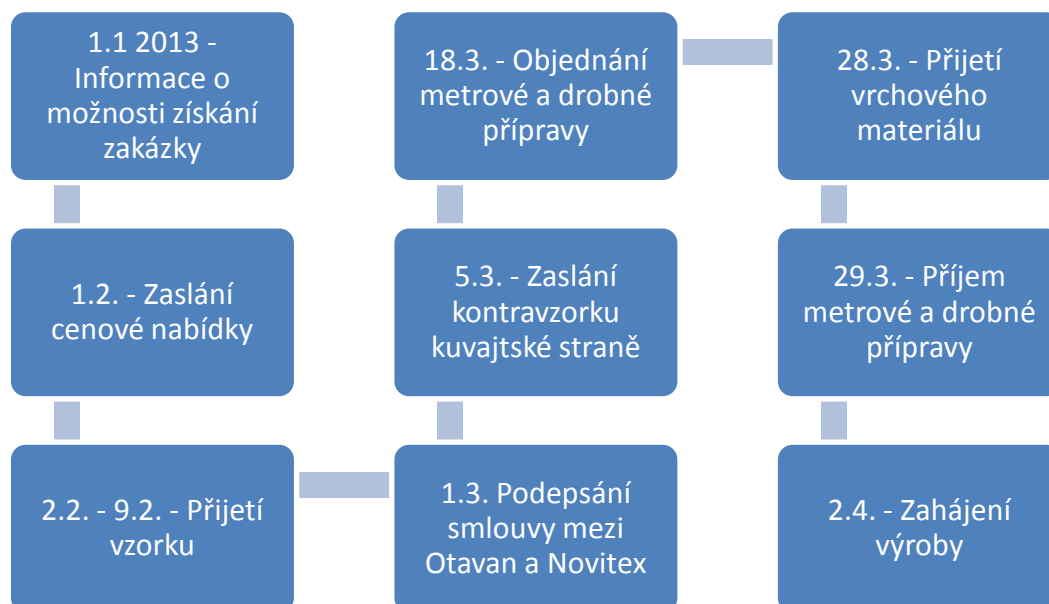 1.1 2013 -
Informace o
možnosti získání
zakázky
1.2. - Zaslání
cenové nabídky
2.2. - 9.2. - Přijetí
vzorku
1.3. Podepsání
smlouvy mezi
Otavan a Novitex
5.3. - Zaslání
kontravzorku
kuvajtské straně
18.3. - Objednání
metrové a drobné
přípravy
28.3. - Přijetí
vrchového
materiálu
29.3. - Příjem
metrové a drobné
přípravy
2.4. - Zahájení
výroby